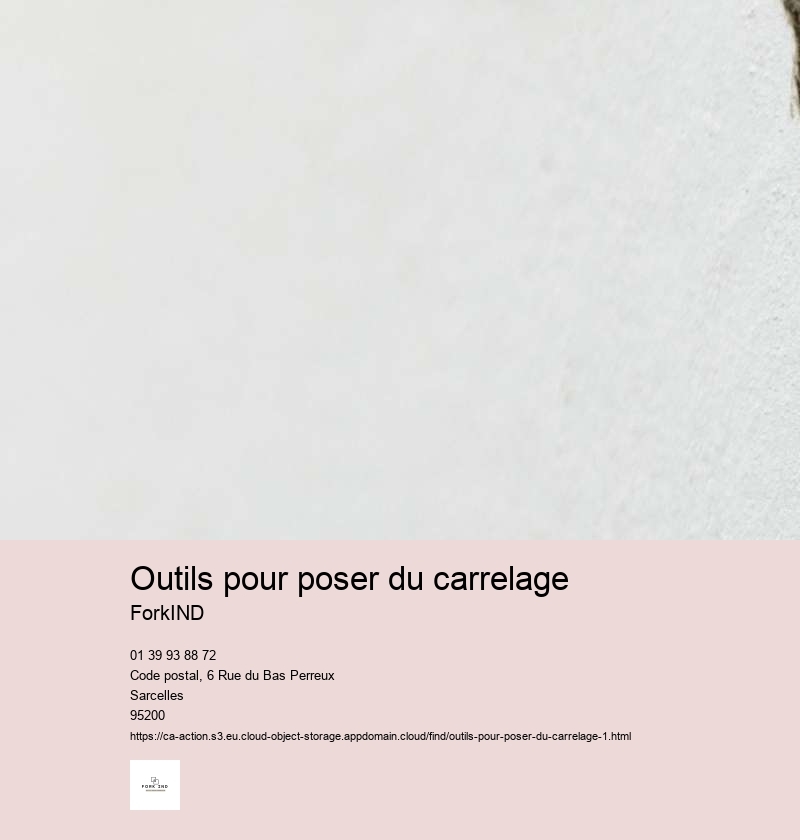 Outils pour poser du carrelage
ForkIND
01 39 93 88 72
Code postal, 6 Rue du Bas Perreux
Sarcelles
95200
https://ca-action.s3.eu.cloud-object-storage.appdomain.cloud/find/outils-pour-poser-du-carrelage-1.html
FORK IND